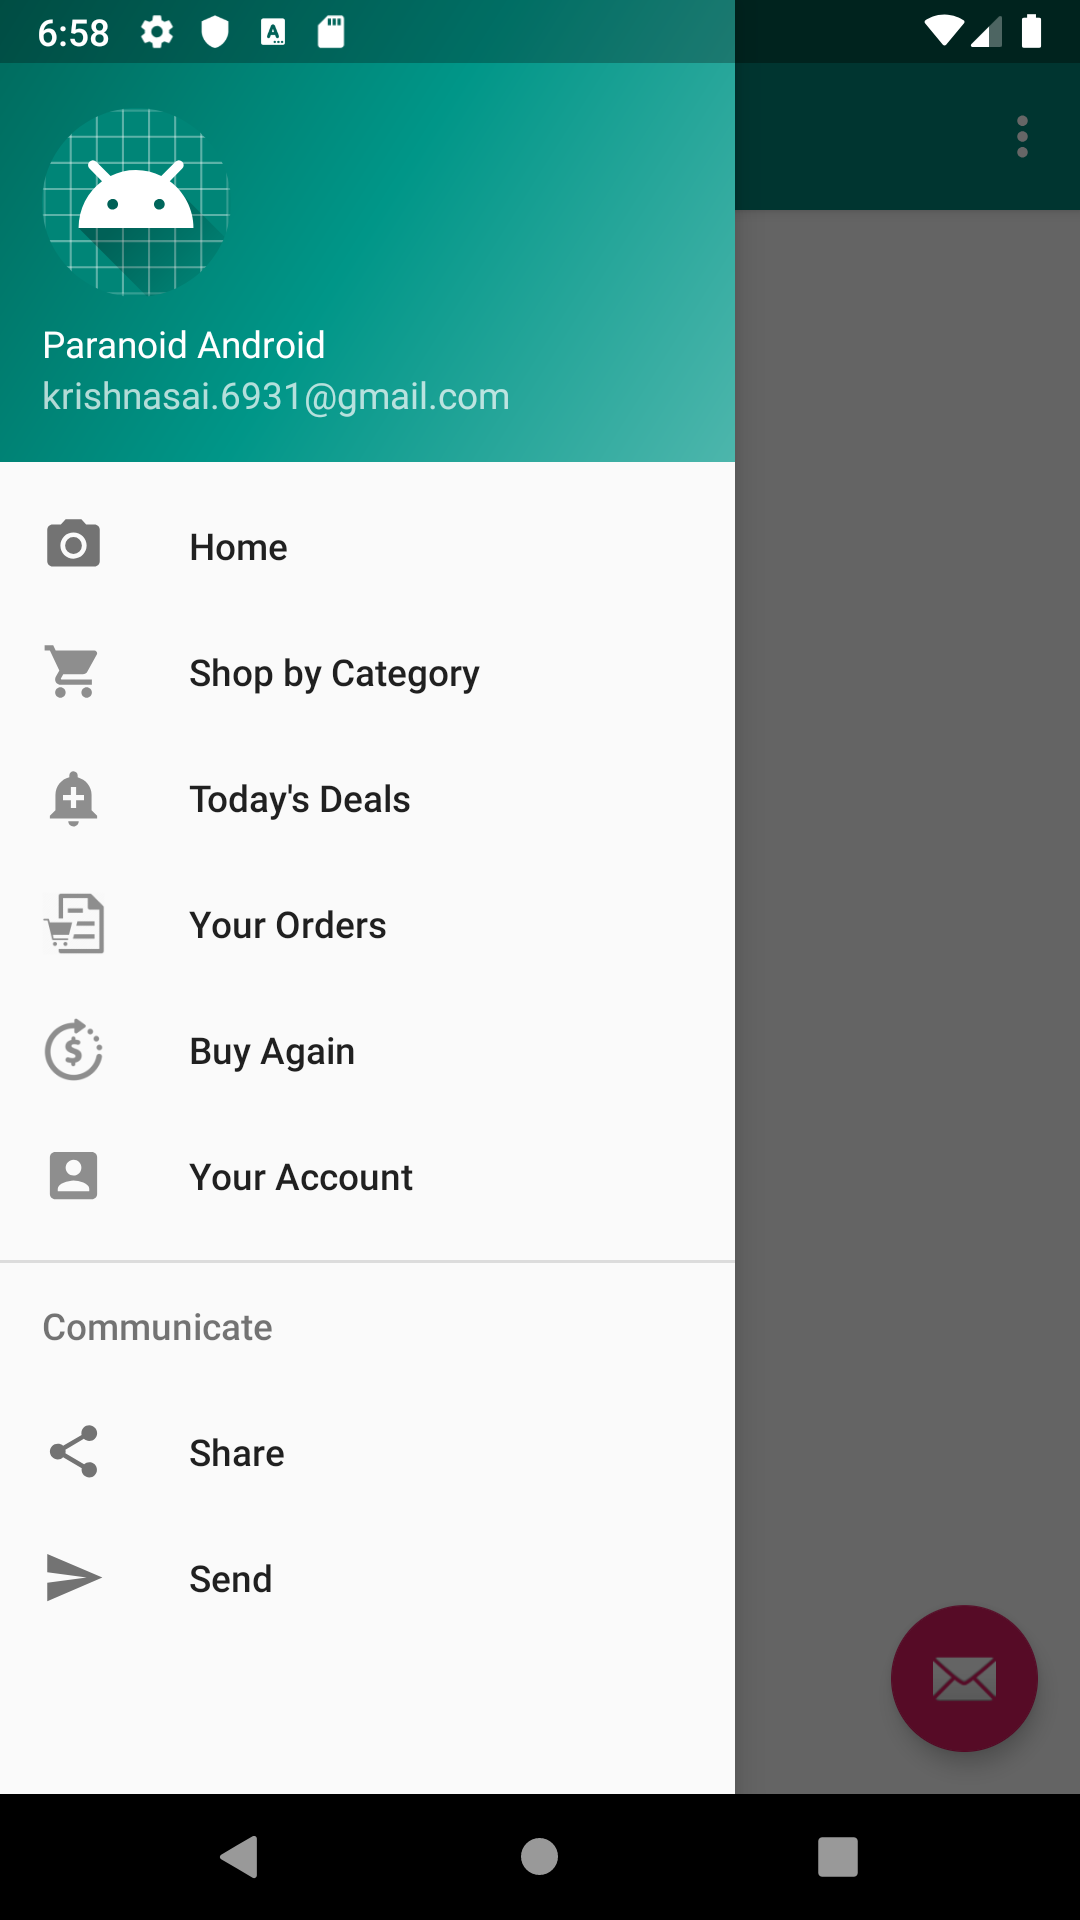 6:58
Paranoid Android
krishnasai.6931@gmail.com
Home
Shop by Category
Today's Deals
Your Orders
Buy Again
Your Account
Communicate
Share
Send